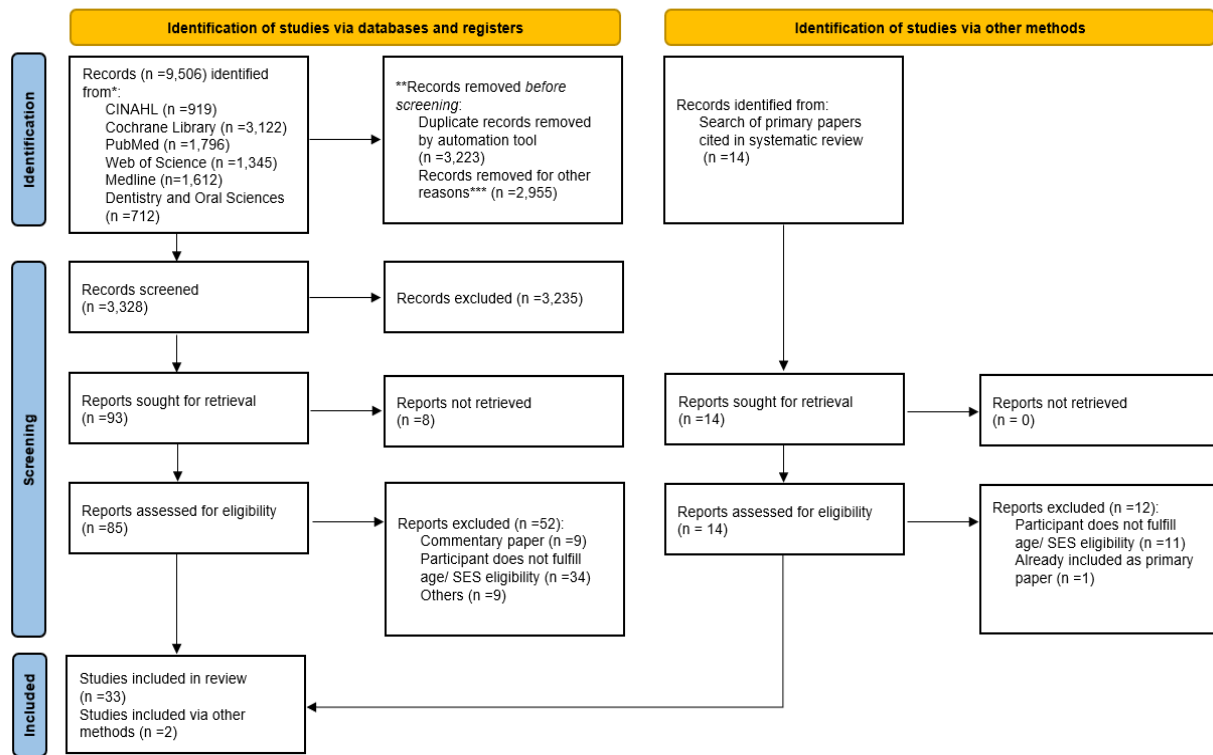 Identification of studies via databases and registers
Identification of studies via other methods
Identification
Records (n =9,506) identified
from*:
CINAHL (n =919)
Cochrane Library (n =3,122)
PubMed (n =1,796)
Web of Science (n =1,345)
Medline (n=1,612)
Dentistry and Oral Sciences
(n =712)
**Records removed before
screening:
Duplicate records removed
by automation tool
(n =3,223)
Records removed for other
reasons*** (n =2,955)
Records identified from:
Search of primary papers
cited in systematic review
(n =14)
Screening
Records screened
(n =3,328)
Records excluded (n =3,235)
Reports sought for retrieval
(n =93)
Reports not retrieved
(n =8)
Reports sought for retrieval
(n =14)
Reports not retrieved
(n = 0)
Reports assessed for eligibility
(n =85)
Reports excluded (n =52):
Commentary paper (n =9)
Participant does not fulfill
age/ SES eligibility (n =34)
Others (n =9)
Reports assessed for eligibility
(n = 14)
Reports excluded (n =12):
Participant does not fulfill
age/ SES eligibility (n =11)
Already included as primary
paper (n =1)
Included
Studies included in review
(n =33)
Studies included via other
methods (n =2)